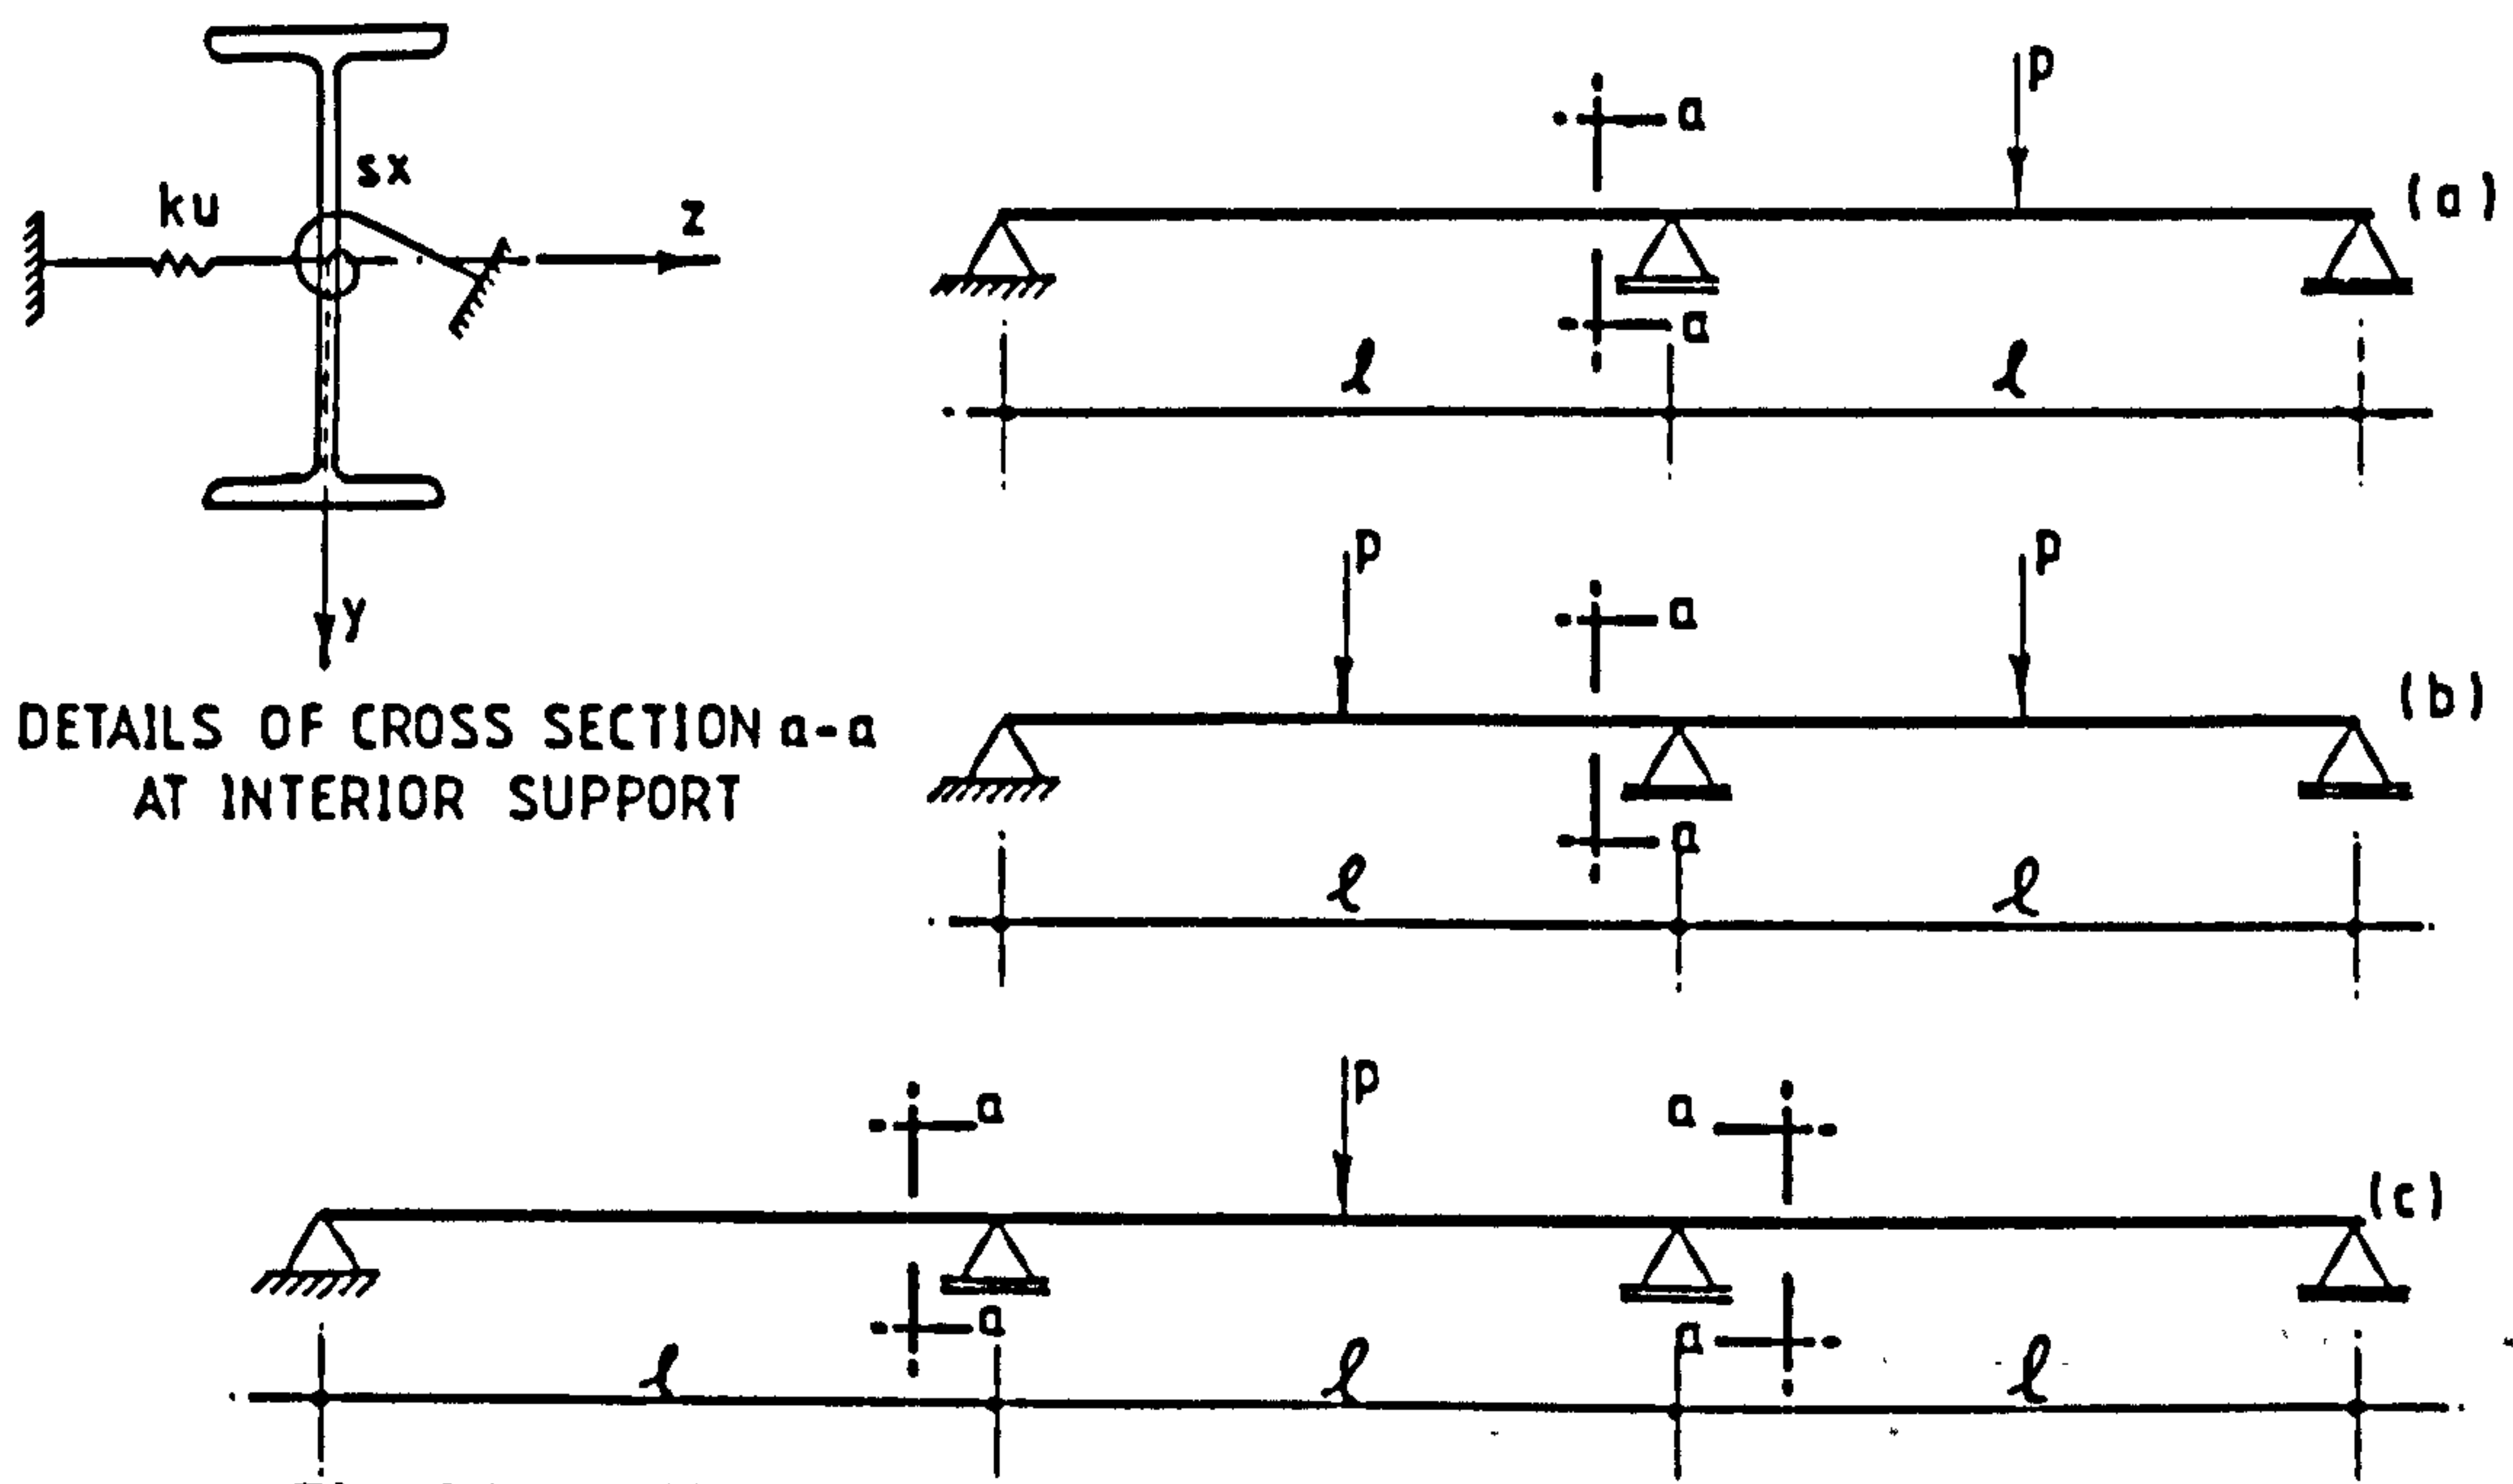 sx
ku
z
y
DETAILS OF CROSS SECTION a-a
AT INTERIOR SUPPORT
p
a
(a)
a
l
l
p
p
a
(b)
a
l
l
p
a
a
(c)
a
a
l
l
l